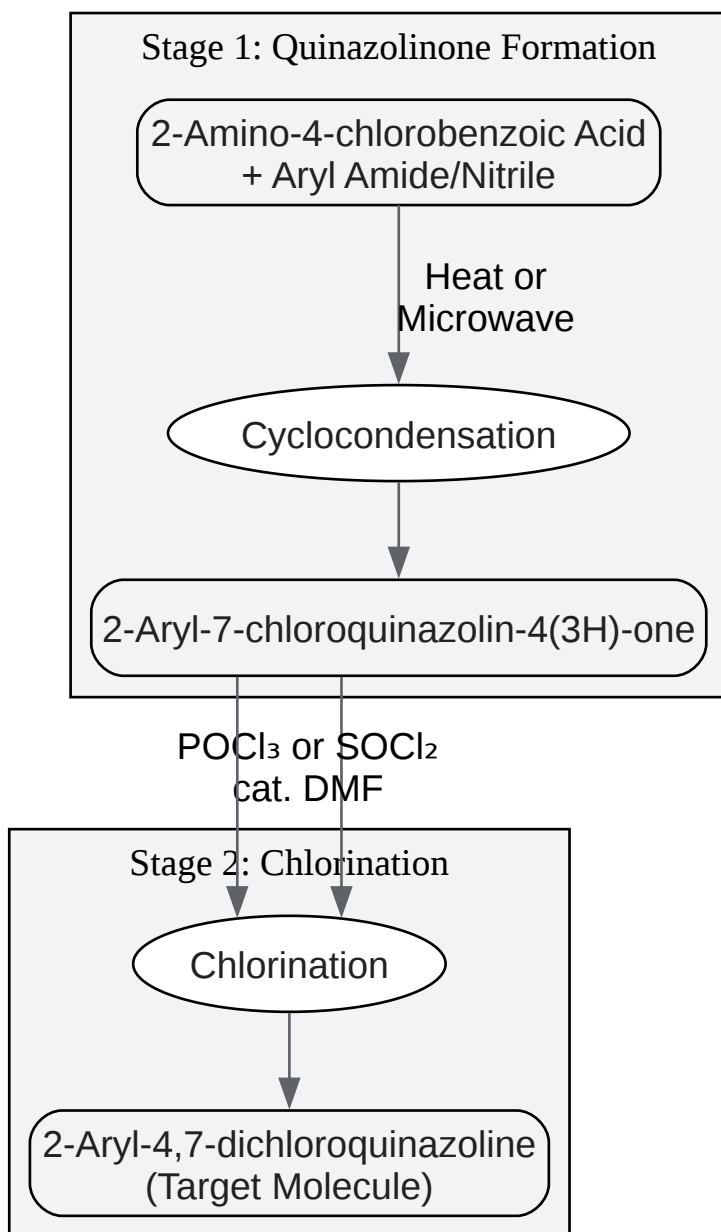 Stage 1: Quinazolinone Formation
2-Amino-4-chlorobenzoic Acid
+ Aryl Amide/Nitrile
Heat or
Microwave
Cyclocondensation
2-Aryl-7-chloroquinazolin-4(3H)-one
POCl₃ or SOCl₂
cat. DMF
Stage 2: Chlorination
Chlorination
2-Aryl-4,7-dichloroquinazoline
(Target Molecule)